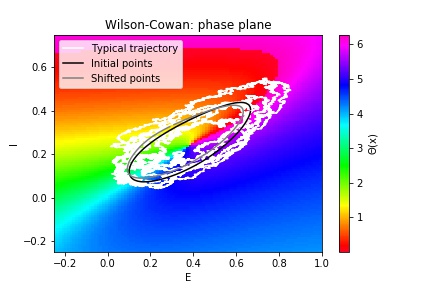 Wilson-Cowan: phase plane
Typical trajectory
Initial points
Shifted points
0.6
0.4
0.2
0.0
−0.2
I
−0.2
0.0
0.2
0.4
0.6
0.8
1.0
E
6
5
4
3
2
1
Θ(x)